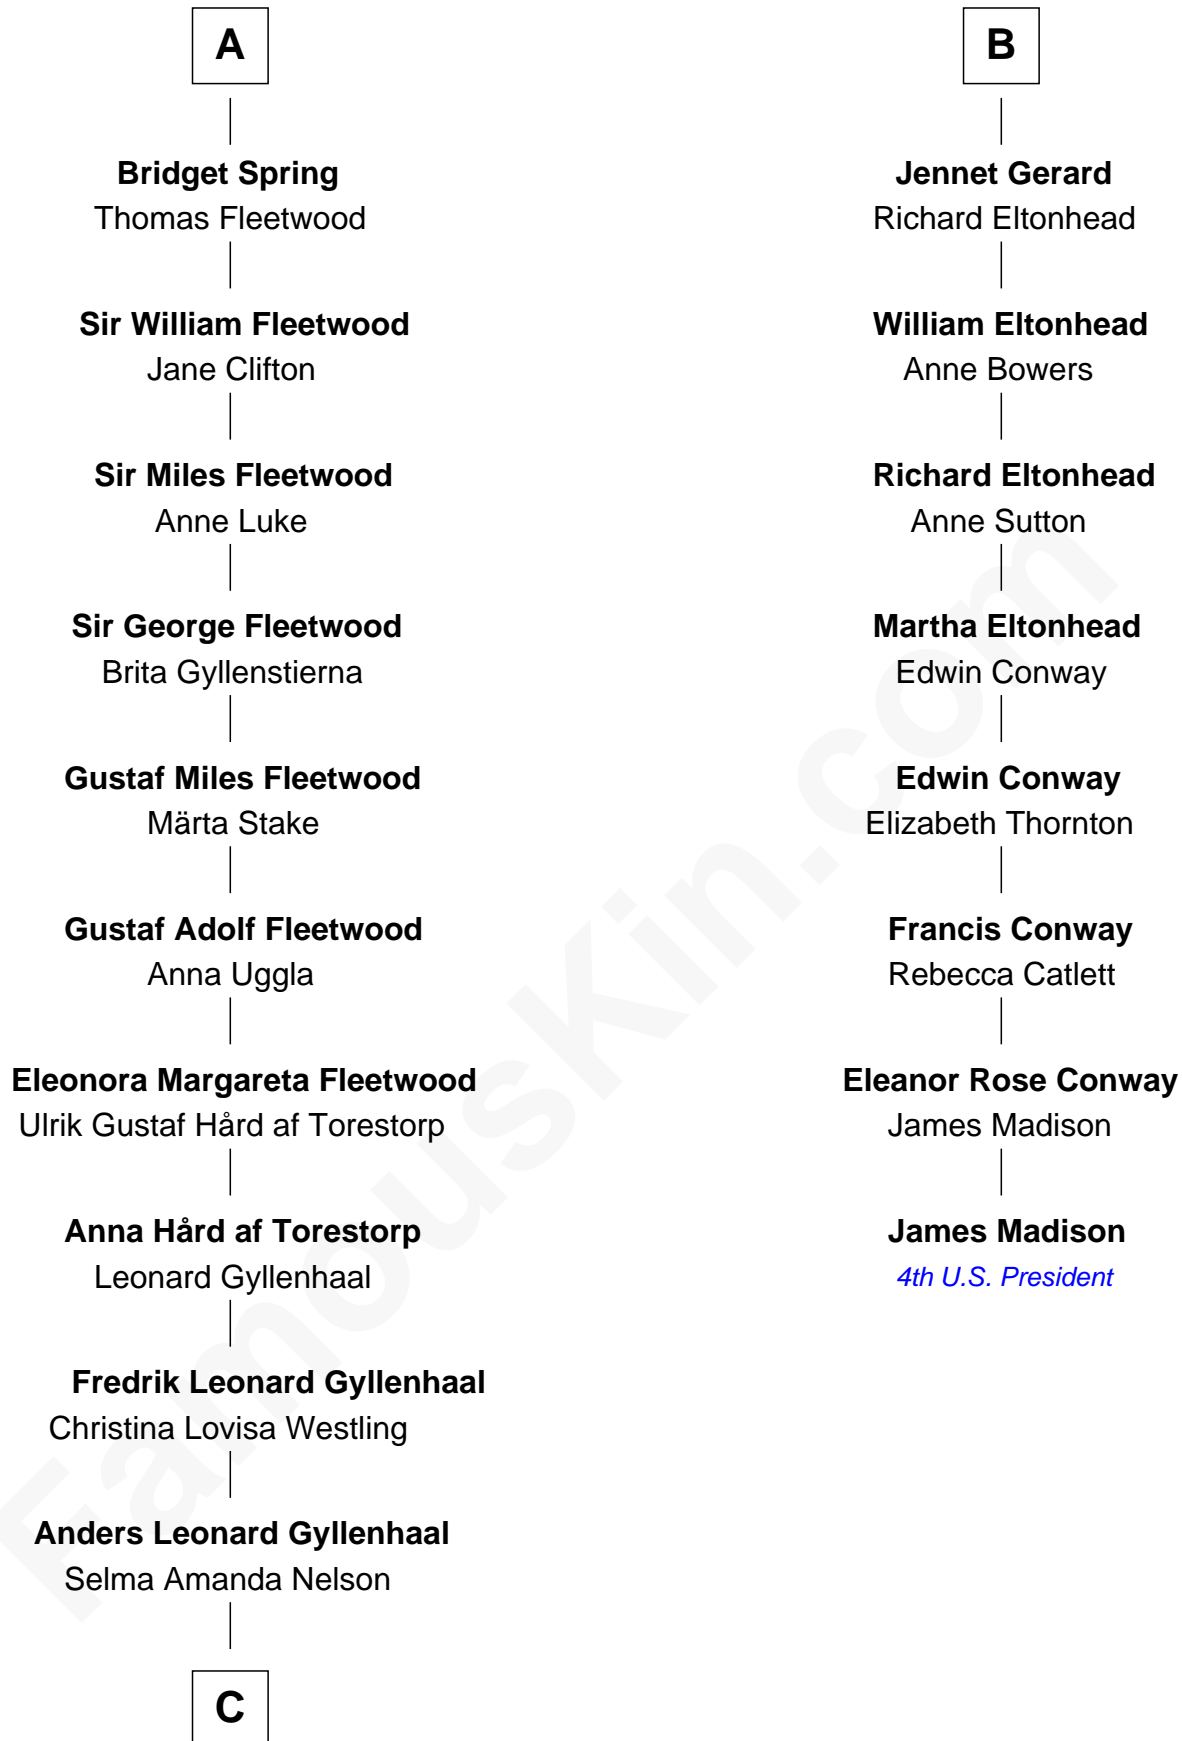 A
Bridget Spring
Thomas Fleetwood
Sir William Fleetwood
Jane Clifton
Sir Miles Fleetwood
Anne Luke
Sir George Fleetwood
Brita Gyllenstierna
Gustaf Miles Fleetwood
Märta Stake
Gustaf Adolf Fleetwood
Anna Uggla
Eleonora Margareta Fleetwood
Ulrik Gustaf Hård af Torestorp
Anna Hård af Torestorp
Leonard Gyllenhaal
Fredrik Leonard Gyllenhaal
Christina Lovisa Westling
Anders Leonard Gyllenhaal
Selma Amanda Nelson
C
B
Jennet Gerard
Richard Eltonhead
William Eltonhead
Anne Bowers
Richard Eltonhead
Anne Sutton
Martha Eltonhead
Edwin Conway
Edwin Conway
Elizabeth Thornton
Francis Conway
Rebecca Catlett
Eleanor Rose Conway
James Madison
James Madison
4th U.S. President
FamousKin.com